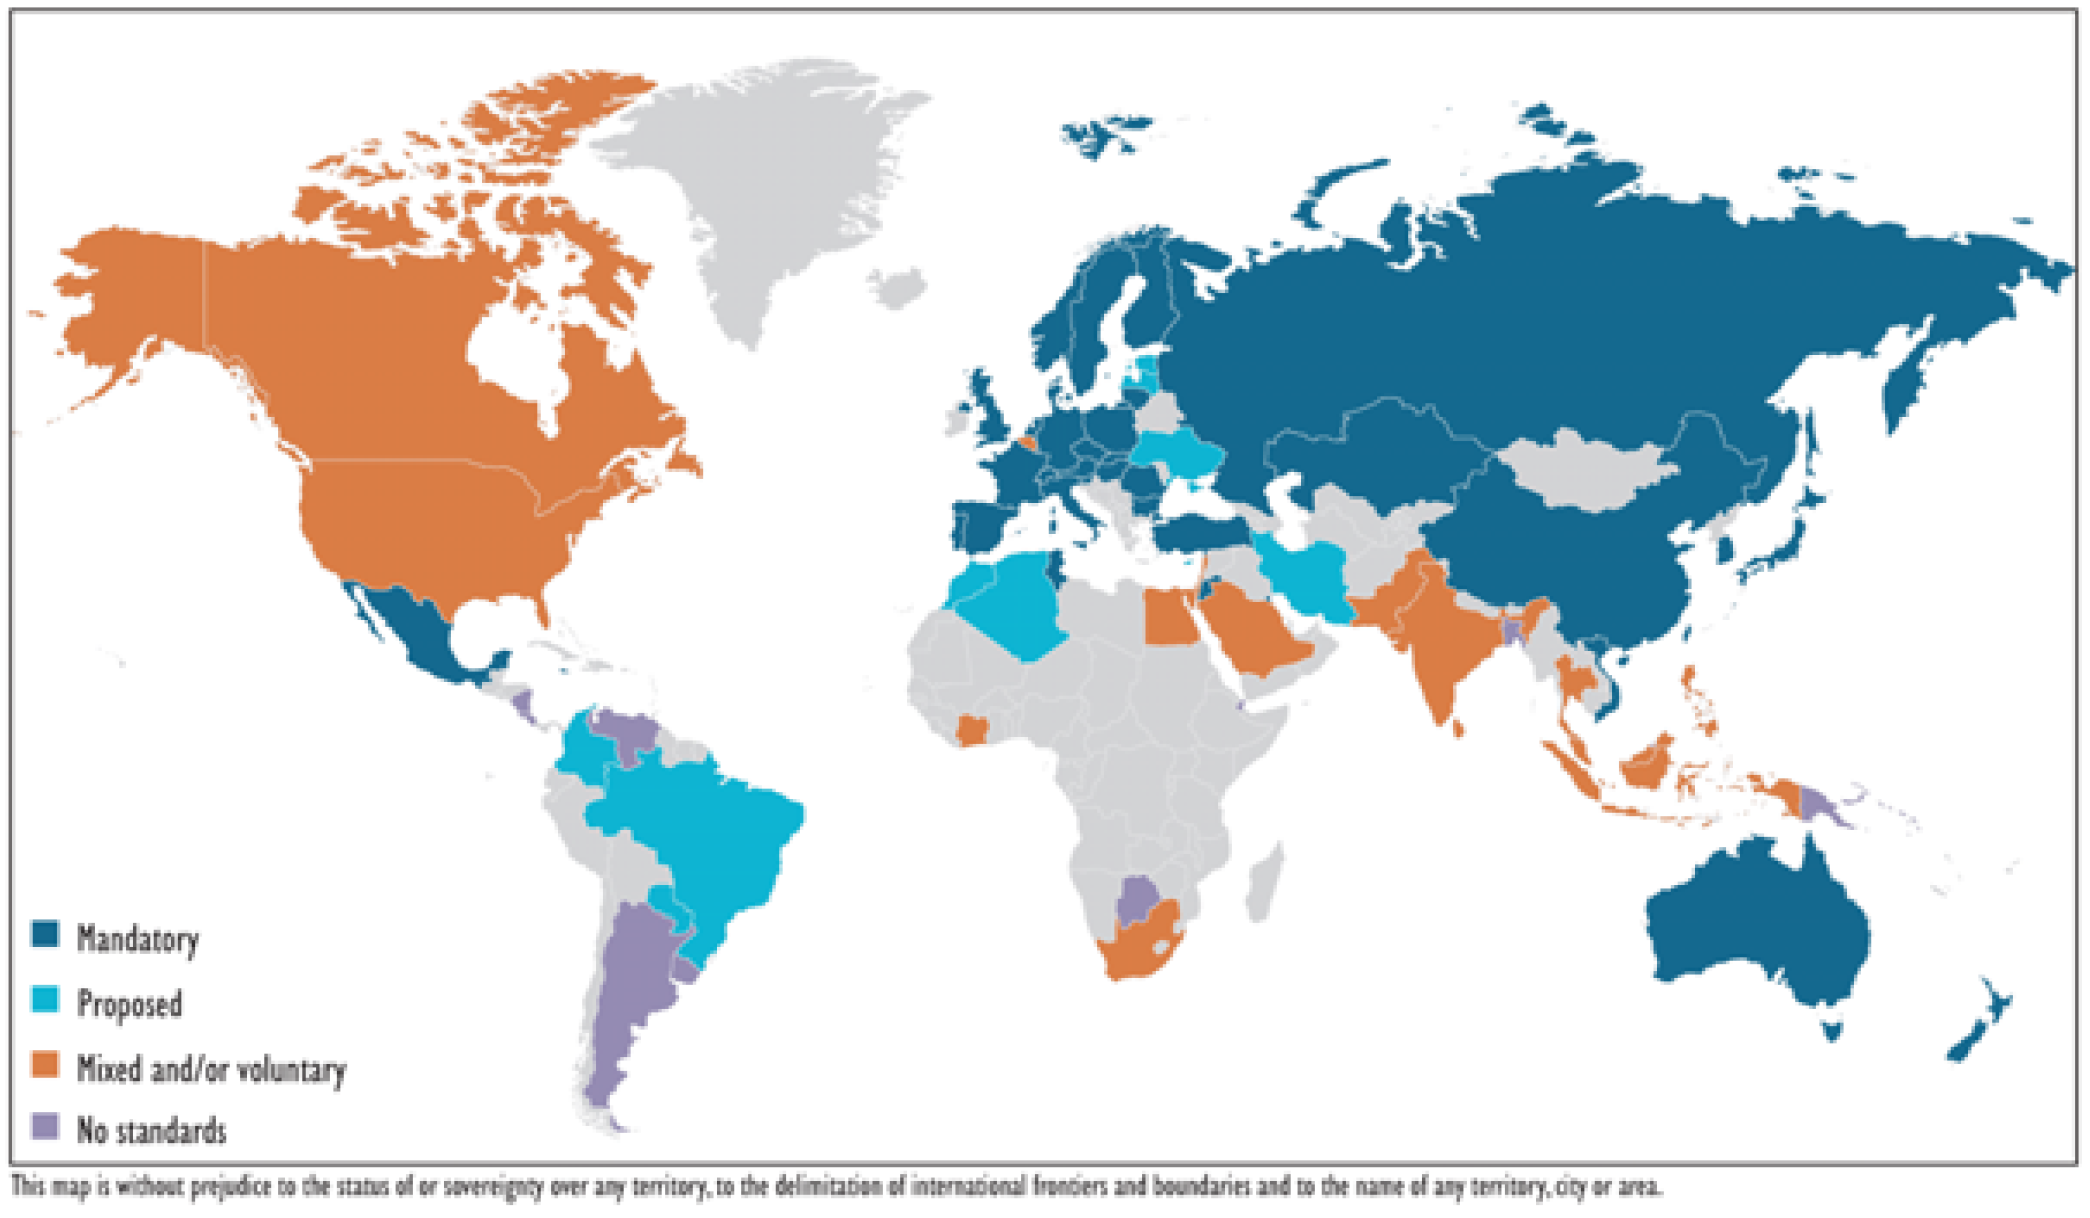 Mandatory
Proposed
Mixed and/or voluntary
No standards
This map is without prejudice to the status of or sovereignty over any territory, to the delimitation of international frontiers and boundaries and to the name of any territory, city or area.